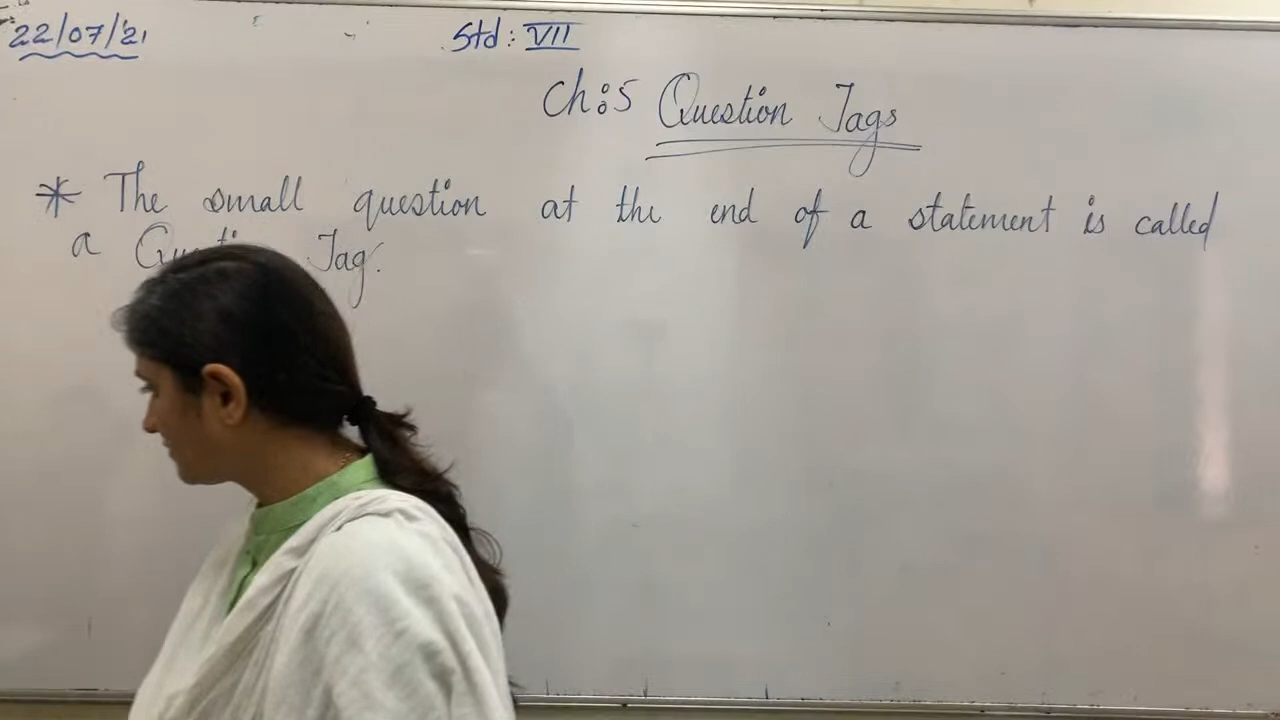 22/07/21
Std: VII
Ch:5 Question Tags
* The small question at the end of a statement is called
a Tag.